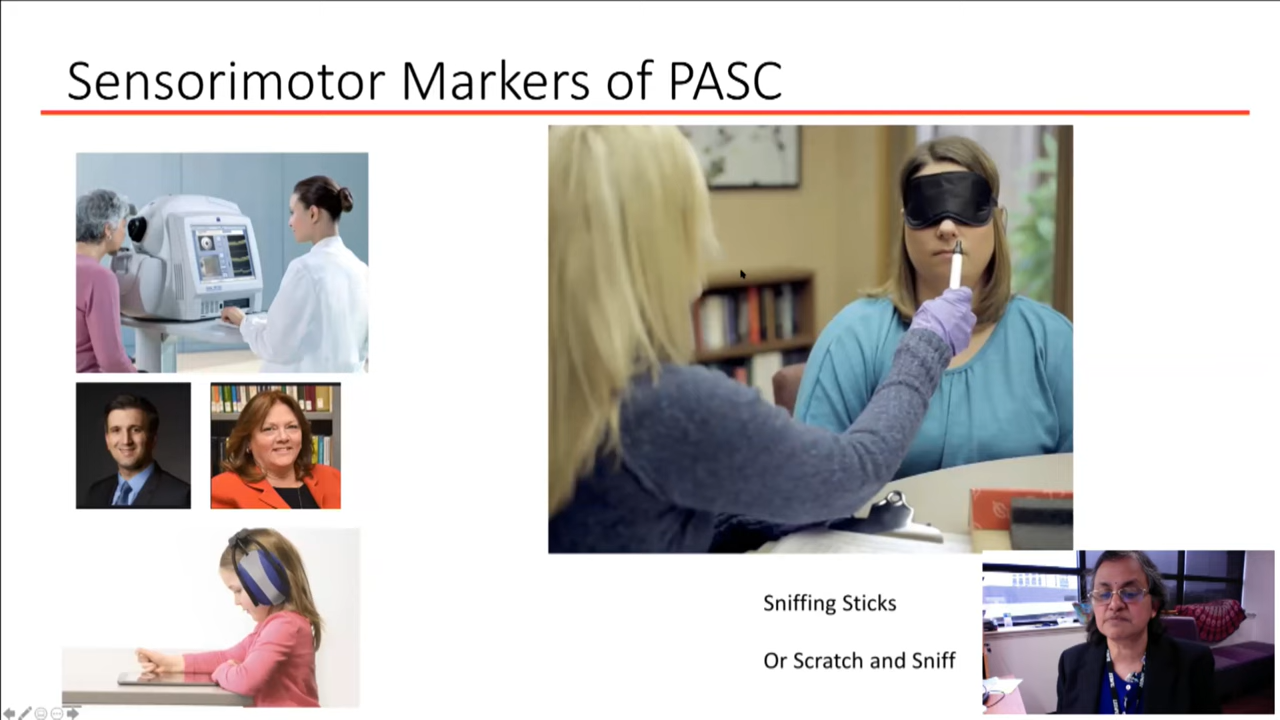 Sensorimotor Markers of PASC
Sniffing Sticks
Or Scratch and Sniff